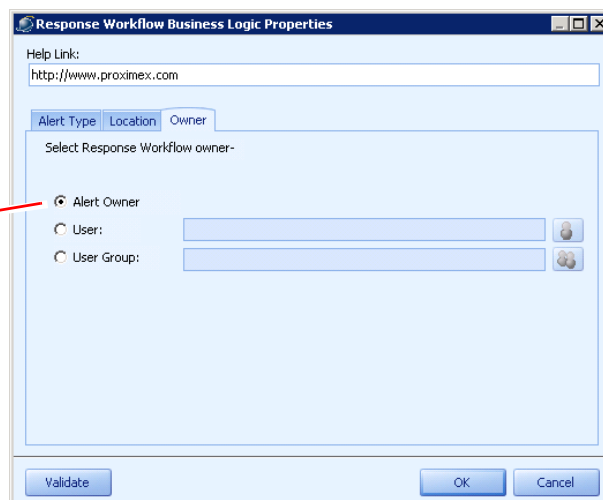 Response Workflow Business Logic Properties
Help Link:
http://www.proximex.com
Alert Type Location Owner
Select Response Workflow owner-
Alert Owner
User:
User Group:
Validate OK Cancel